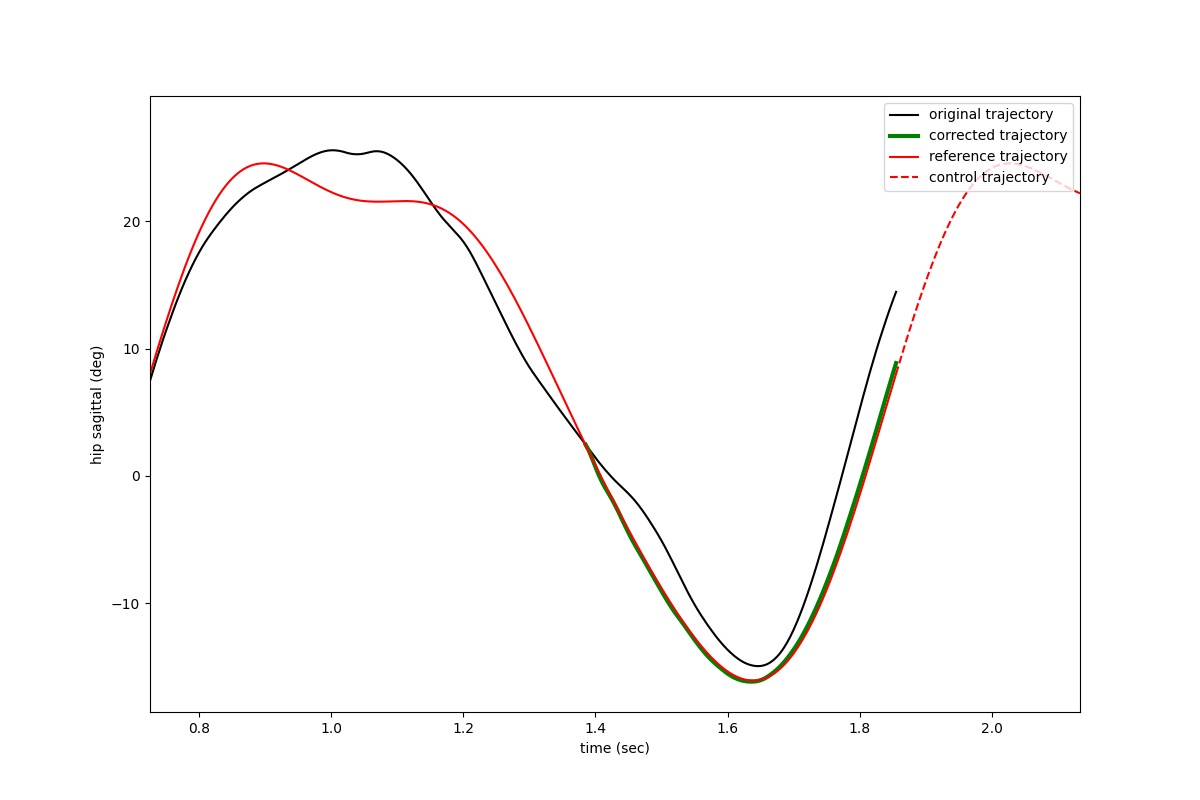 original trajectory
corrected trajectory
reference trajectory
control trajectory
20
10
0
−10
hip sagittal (deg)
0.8 1.0 1.2 1.4 1.6 1.8 2.0
time (sec)